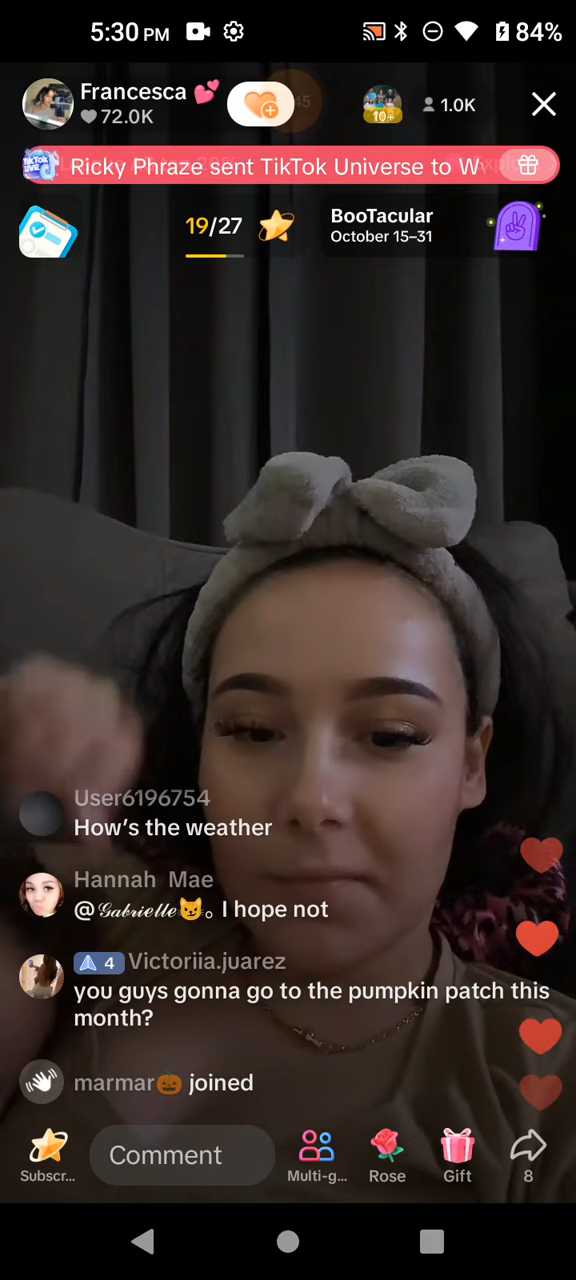 5:30 PM
84%
Francesca 💕
72.0K
10+
1.0K
Ricky Phraze sent TikTok Universe to W
19/27
BooTacular
October 15–31
User6196754
How's the weather
Hannah Mae
@𝒢𝒶𝒷𝓇𝒾𝑒𝓁𝓁𝑒😼。 I hope not
4 Victoriia.juarez
you guys gonna go to the pumpkin patch this
month?
marmar🎃 joined
Comment
Subscr...
Multi-g...
Rose
Gift
8